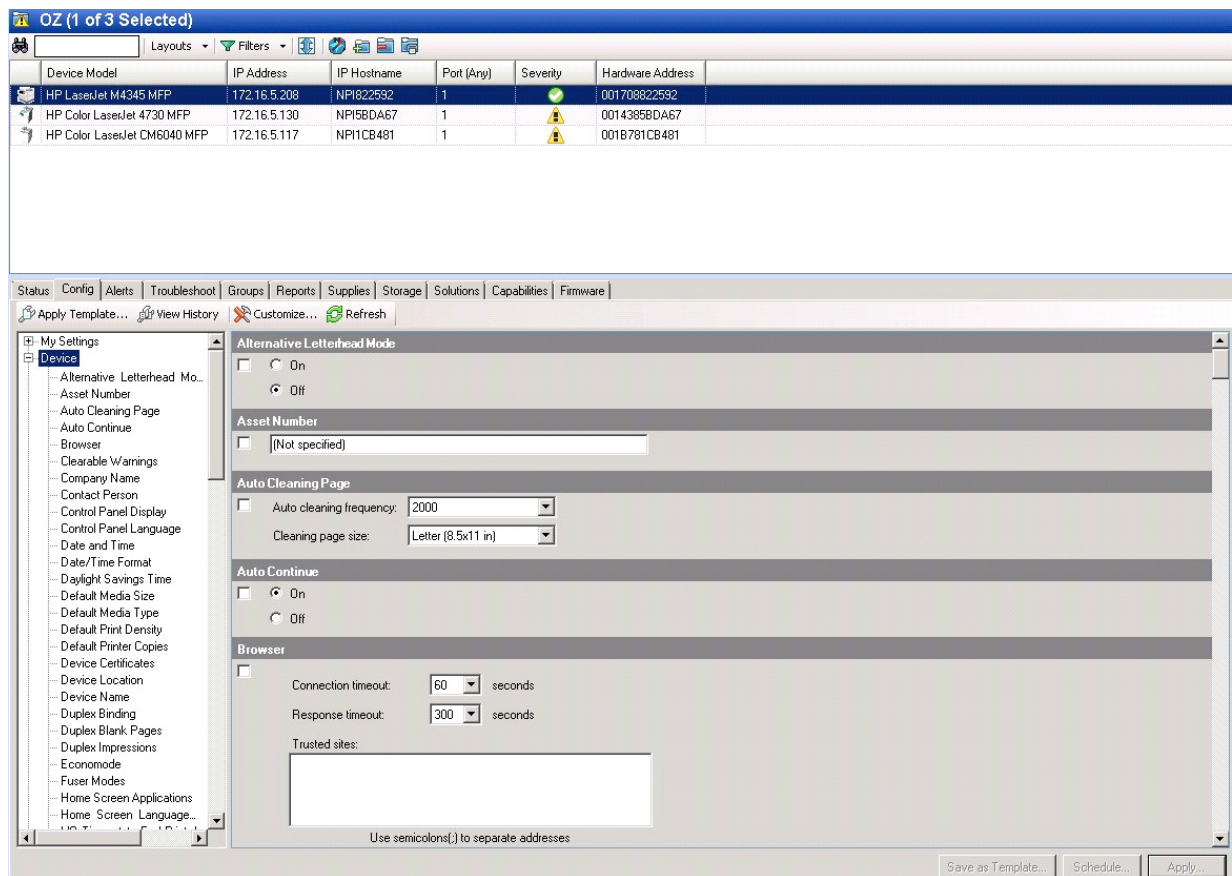 OZ (1 of 3 Selected)
Layouts Filters
Device Model IP Address IP Hostname Port (Any) Severity Hardware Address
HP LaserJet M4345 MFP 172.16.5.208 NPI822592 1 001708822592
HP Color LaserJet 4730 MFP 172.16.5.130 NPI5BDA67 1 0014385BDA67
HP Color LaserJet CM6040 MFP 172.16.5.117 NPI1CB481 1 001B781CB481
Status Config Alerts Troubleshoot Groups Reports Supplies Storage Solutions Capabilities Firmware
Apply Template... View History Customize... Refresh
My Settings
Device
Alternative Letterhead Mo...
Asset Number
Auto Cleaning Page
Auto Continue
Browser
Clearable Warnings
Company Name
Contact Person
Control Panel Display
Control Panel Language
Date and Time
Date/Time Format
Daylight Savings Time
Default Media Size
Default Media Type
Default Print Density
Default Printer Copies
Device Certificates
Device Location
Device Name
Duplex Binding
Duplex Blank Pages
Duplex Impressions
Economode
Fuser Modes
Home Screen Applications
Home Screen Language...
Alternative Letterhead Mode
On
Off
Asset Number
(Not specified)
Auto Cleaning Page
Auto cleaning frequency: 2000
Cleaning page size: Letter (8.5x11 in)
Auto Continue
On
Off
Browser
Connection timeout: 60 seconds
Response timeout: 300 seconds
Trusted sites:
Use semicolons(;) to separate addresses
Save as Template... Schedule... Apply...